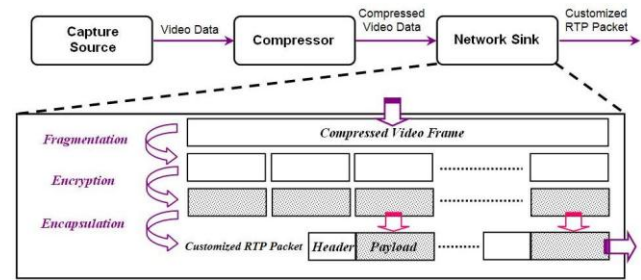 Capture
Source
Video Data
Compressor
Compressed
Video Data
Network Sink
Customized
RTP Packet
Fragmentation
Compressed Video Frame
Encryption
Encapsulation
Customized RTP Packet
Header
Payload